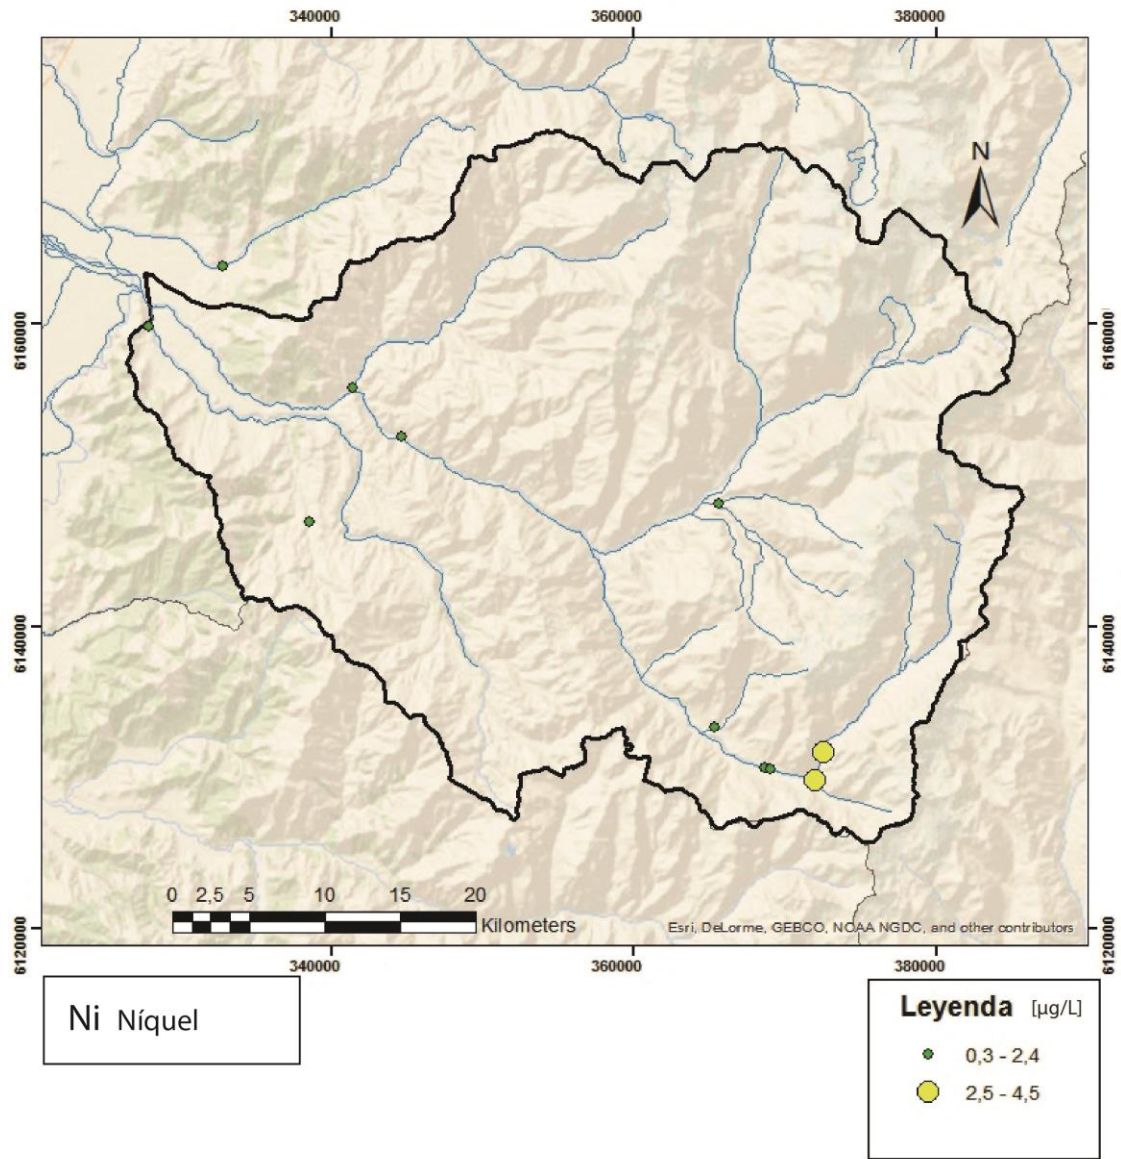 340000 360000 380000
N
6160000 6160000
6140000 6140000
6120000 6120000
0 2,5 5 10 15 20
Kilometers
Esri, DeLorme, GEBCO, NOAA NGDC, and other contributors
340000 360000 380000
Ni Níquel
Leyenda [µg/L]
0,3 - 2,4
2,5 - 4,5